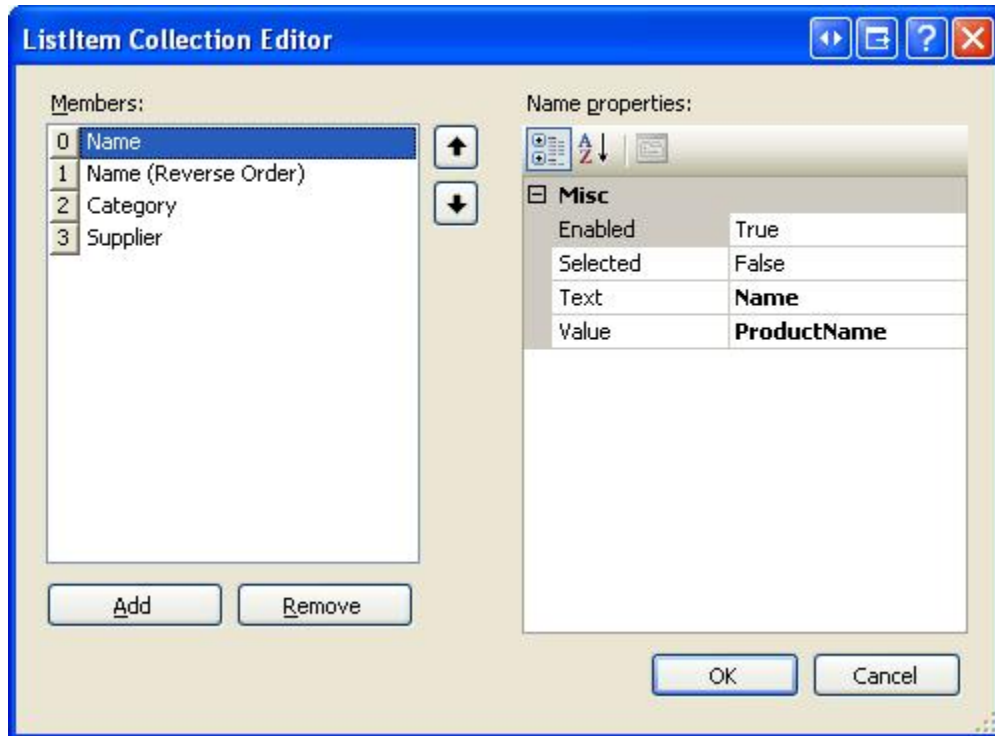 ListItem Collection Editor
?
Members:
0 Name
1 Name (Reverse Order)
2 Category
3 Supplier
Add
Remove
Name properties:
A
Z
Misc
Enabled True
Selected False
Text Name
Value ProductName
OK
Cancel